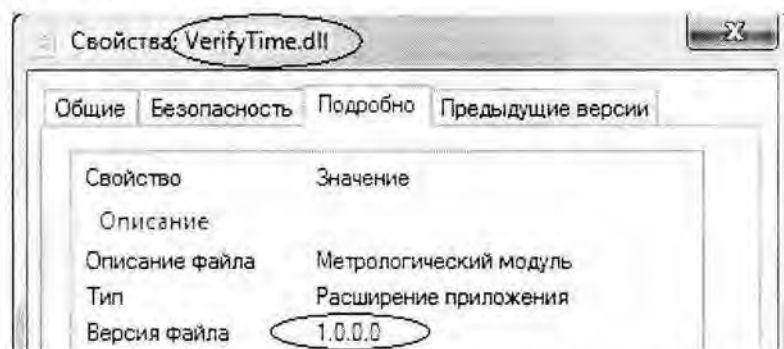 Свойства: VerifyTime.dll
Общие Безопасность Подробно Предыдущие версии
Свойство Значение
Описание
Описание файла Метрологический модуль
Тип Расширение приложения
Версия файла 1.0.0.0